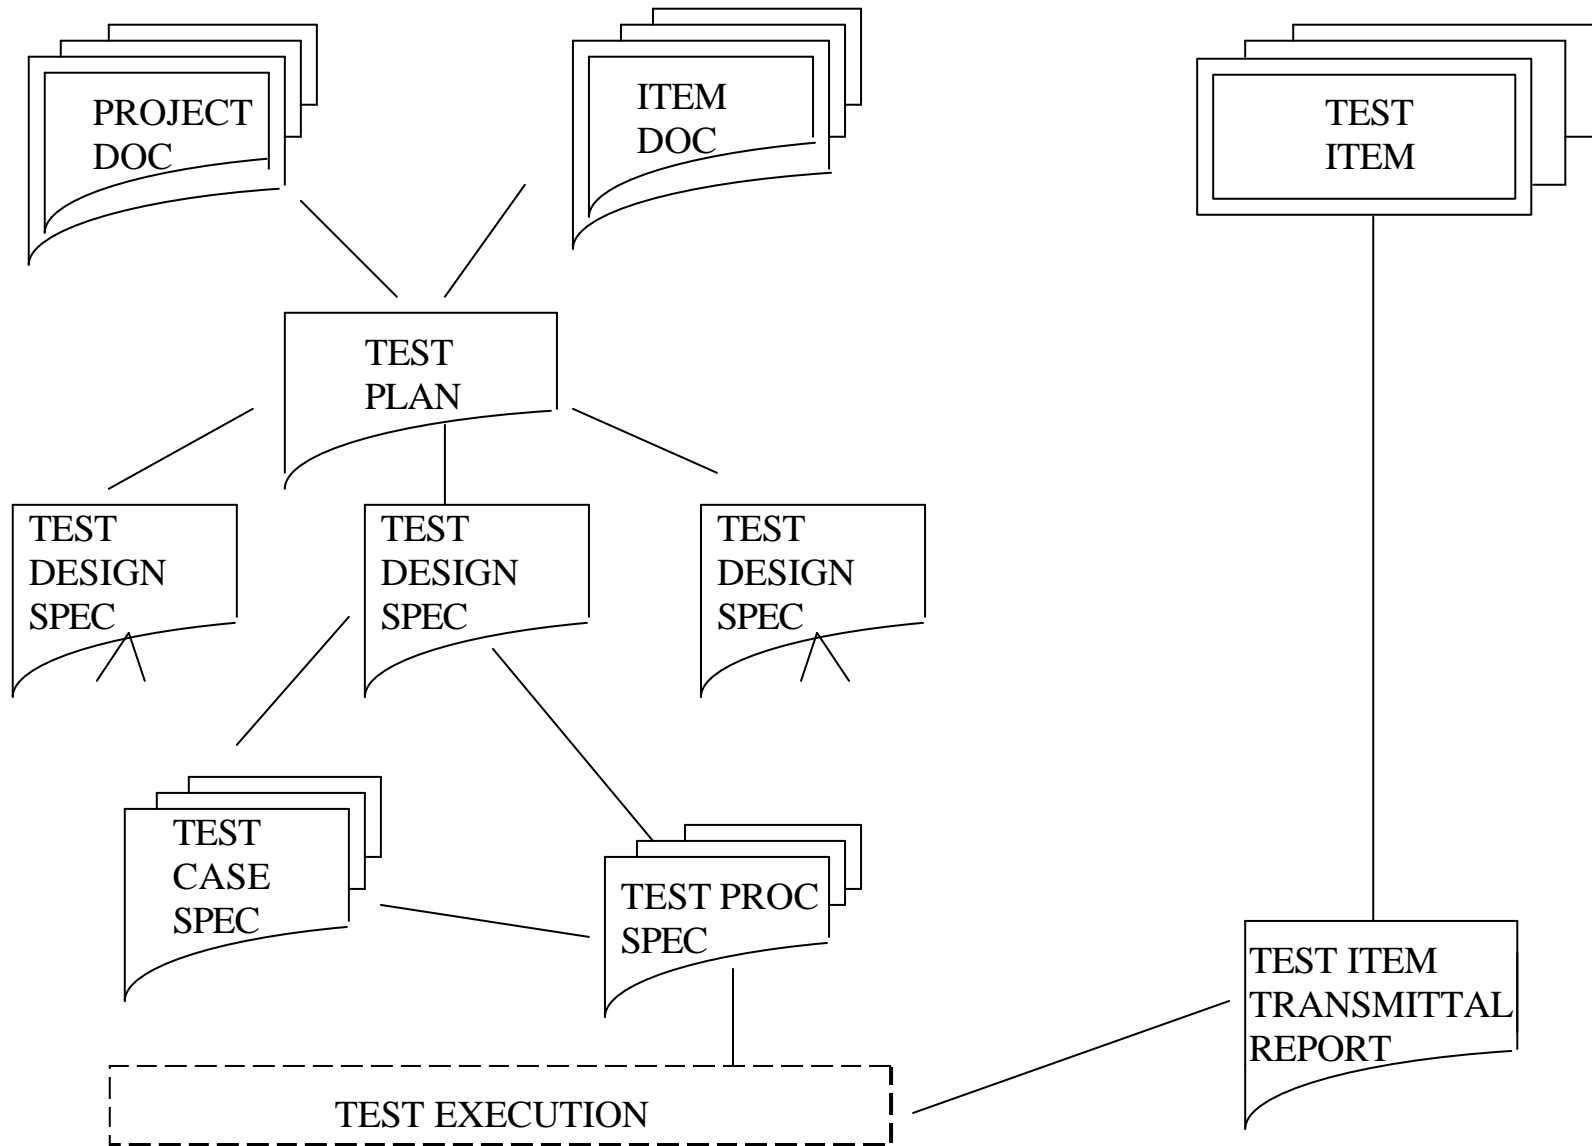 PROJECT
DOC
ITEM
DOC
TEST
ITEM
TEST
PLAN
TEST
DESIGN
SPEC
TEST
DESIGN
SPEC
TEST
DESIGN
SPEC
TEST
CASE
SPEC
TEST PROC
SPEC
TEST ITEM
TRANSMITTAL
REPORT
TEST EXECUTION